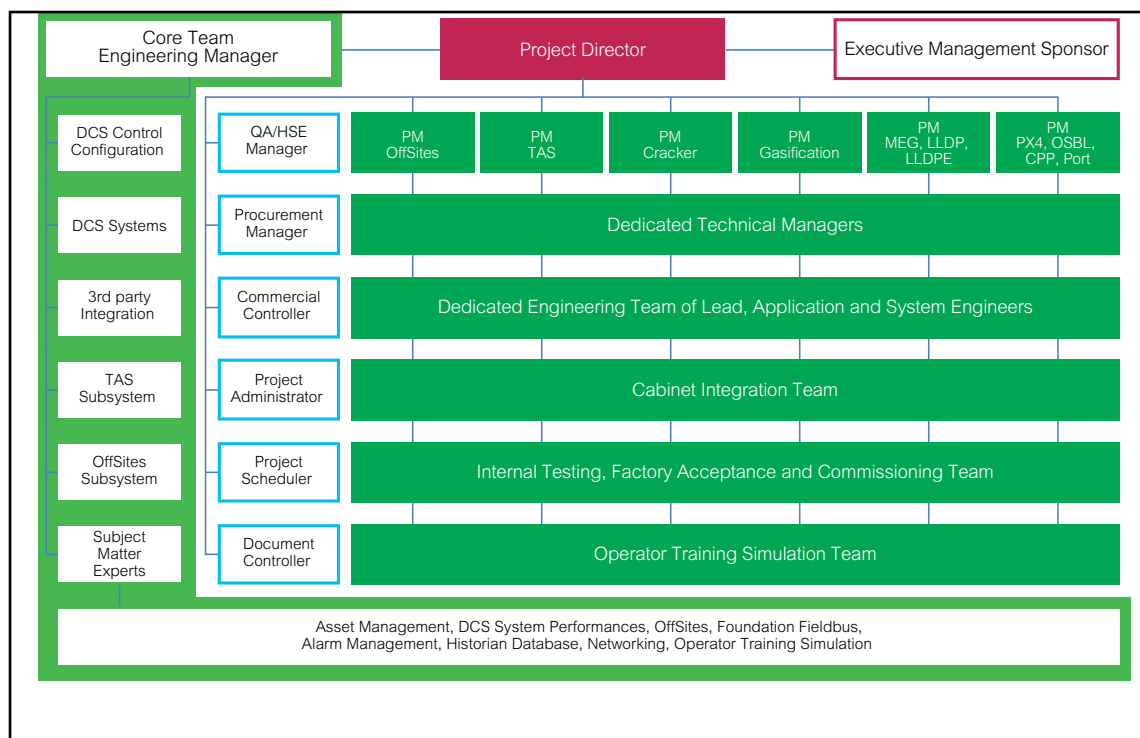 Core Team
Engineering Manager
Project Director
Executive Management Sponsor
DCS Control
Configuration
QA/HSE
Manager
PM
OffSites
PM
TAS
PM
Cracker
PM
Gasification
PM
MEG, LLDP,
LLDPE
PM
PX4, OSBL,
CPP, Port
DCS Systems
Procurement
Manager
Dedicated Technical Managers
3rd party
Integration
Commercial
Controller
Dedicated Engineering Team of Lead, Application and System Engineers
TAS
Subsystem
Project
Administrator
Cabinet Integration Team
OffSites
Subsystem
Project
Scheduler
Internal Testing, Factory Acceptance and Commissioning Team
Subject
Matter
Experts
Document
Controller
Operator Training Simulation Team
Asset Management, DCS System Performances, OffSites, Foundation Fieldbus,
Alarm Management, Historian Database, Networking, Operator Training Simulation